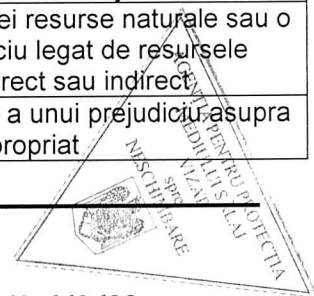 ei resurse naturale sau o
ciu legat de resursele
rect sau indirect
a unui prejudiciu asupra
propriat
AGENȚIA PENTRU PROTECȚIA
MEDIULUI SĂLAJ
VIZAT
spre
NESCHIMBARE